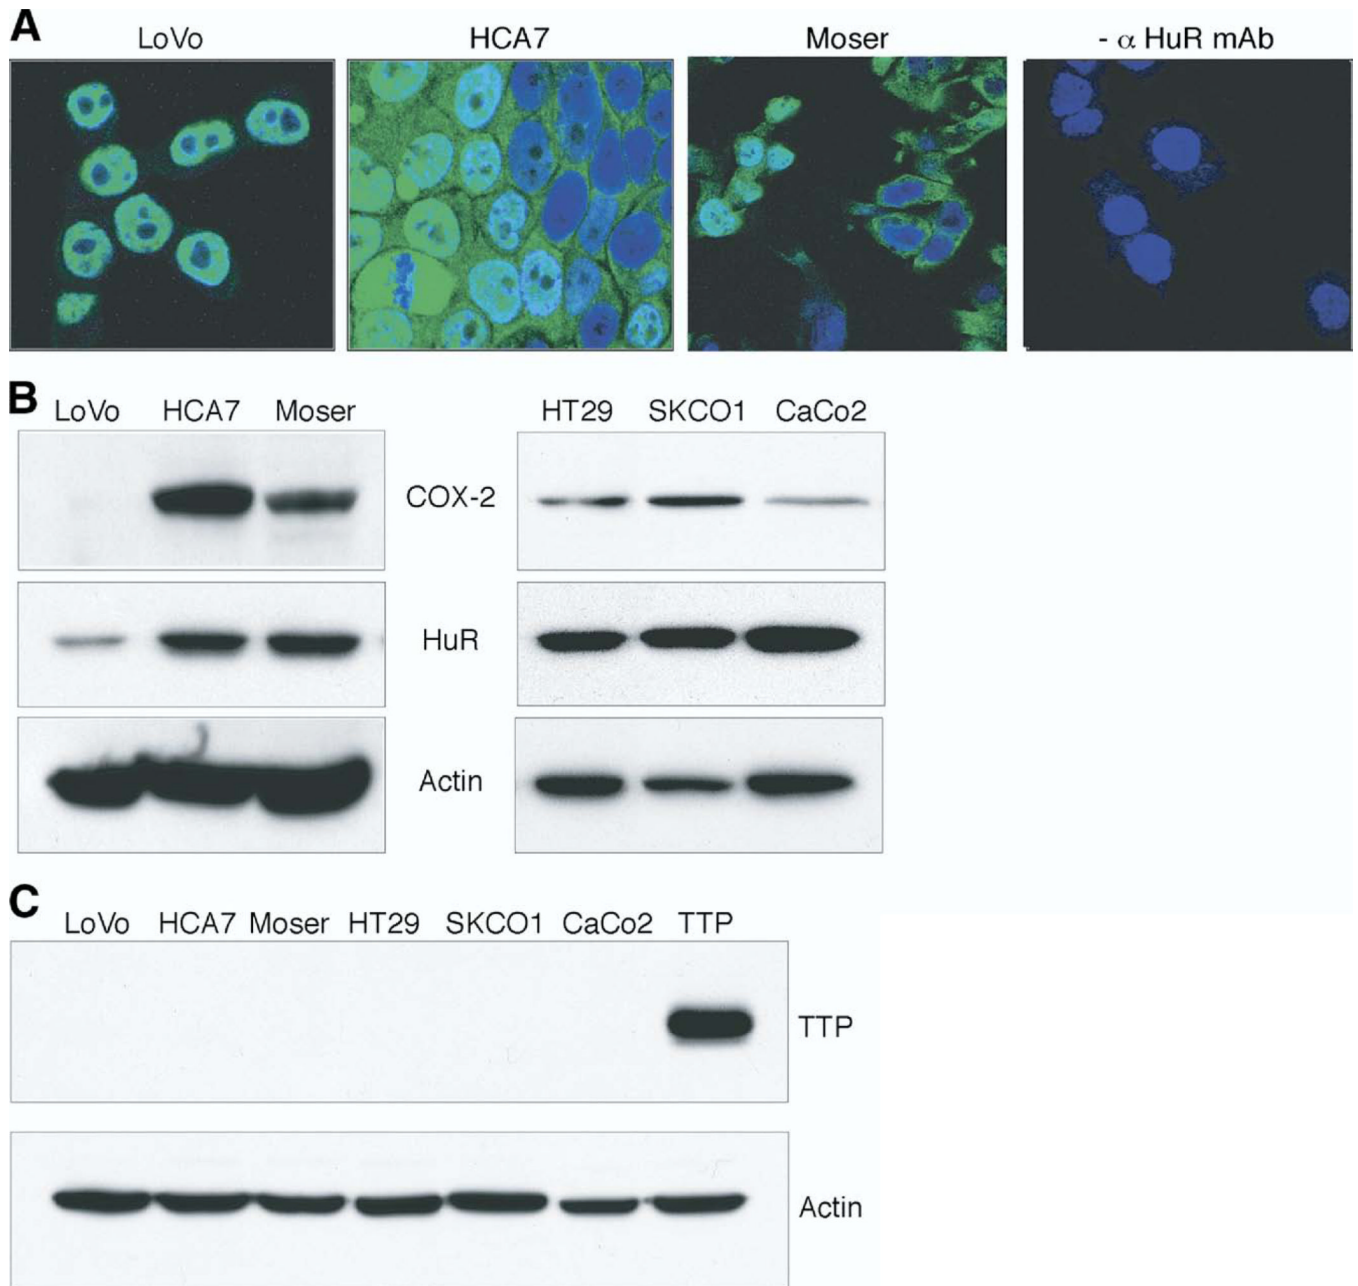 A
LoVo HCA7 Moser - α HuR mAb
B
LoVo HCA7 Moser HT29 SKCO1 CaCo2
COX-2
HuR
Actin
C
LoVo HCA7 Moser HT29 SKCO1 CaCo2 TTP
TTP
Actin